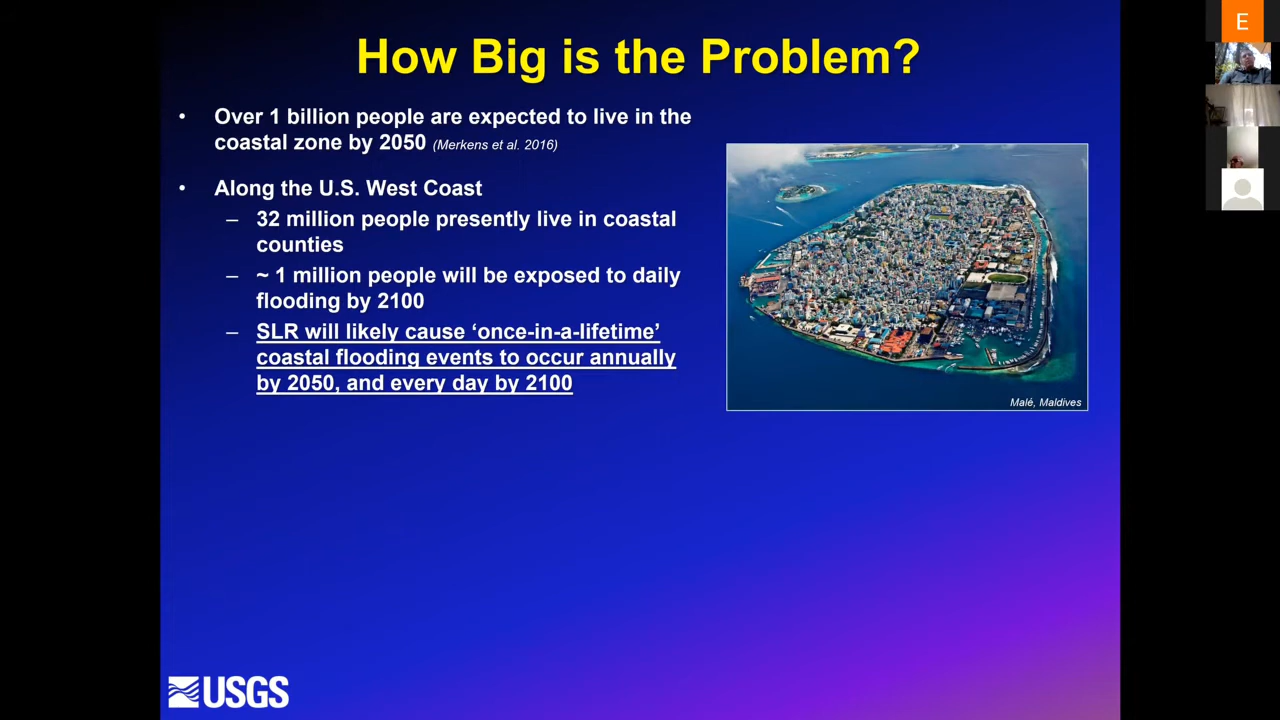 How Big is the Problem?
• Over 1 billion people are expected to live in the
coastal zone by 2050 (Merkens et al. 2016)
• Along the U.S. West Coast
– 32 million people presently live in coastal
counties
– ~ 1 million people will be exposed to daily
flooding by 2100
– SLR will likely cause ‘once-in-a-lifetime’
coastal flooding events to occur annually
by 2050, and every day by 2100
Malé, Maldives
USGS
E